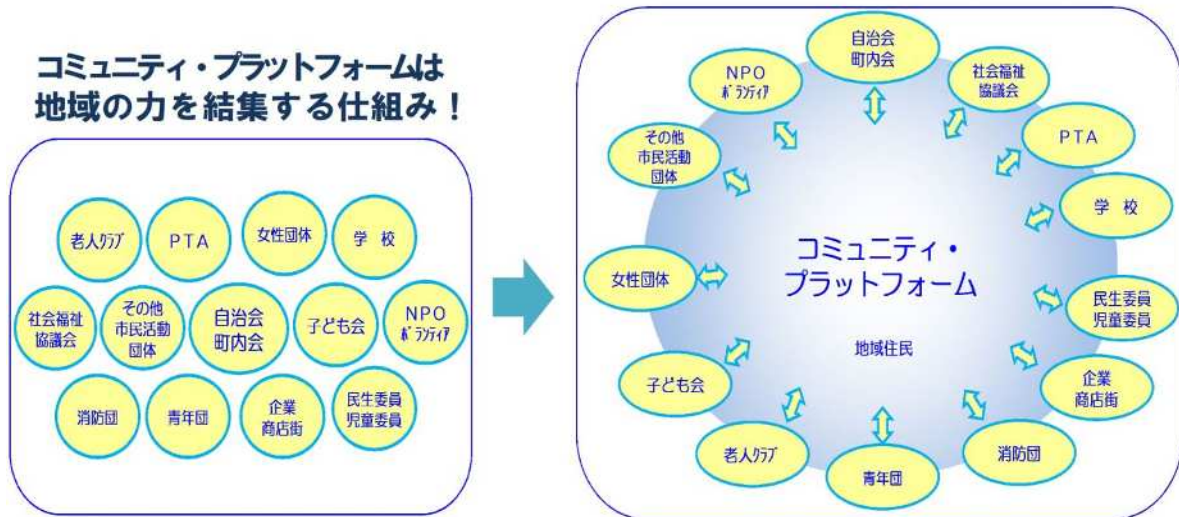 コミュニティ・プラットフォームは
地域の力を結集する仕組み!
老人クラブ
PTA
女性団体
学 校
社会福祉
協議会
その他
市民活動
団体
自治会
町内会
子ども会
NPO
ボランティア
消防団
青年団
企業
商店街
民生委員
児童委員
自治会
町内会
社会福祉
協議会
PTA
学 校
民生委員
児童委員
企業
商店街
消防団
青年団
老人クラブ
子ども会
女性団体
その他
市民活動
団体
NPO
ボランティア
コミュニティ・
プラットフォーム
地域住民